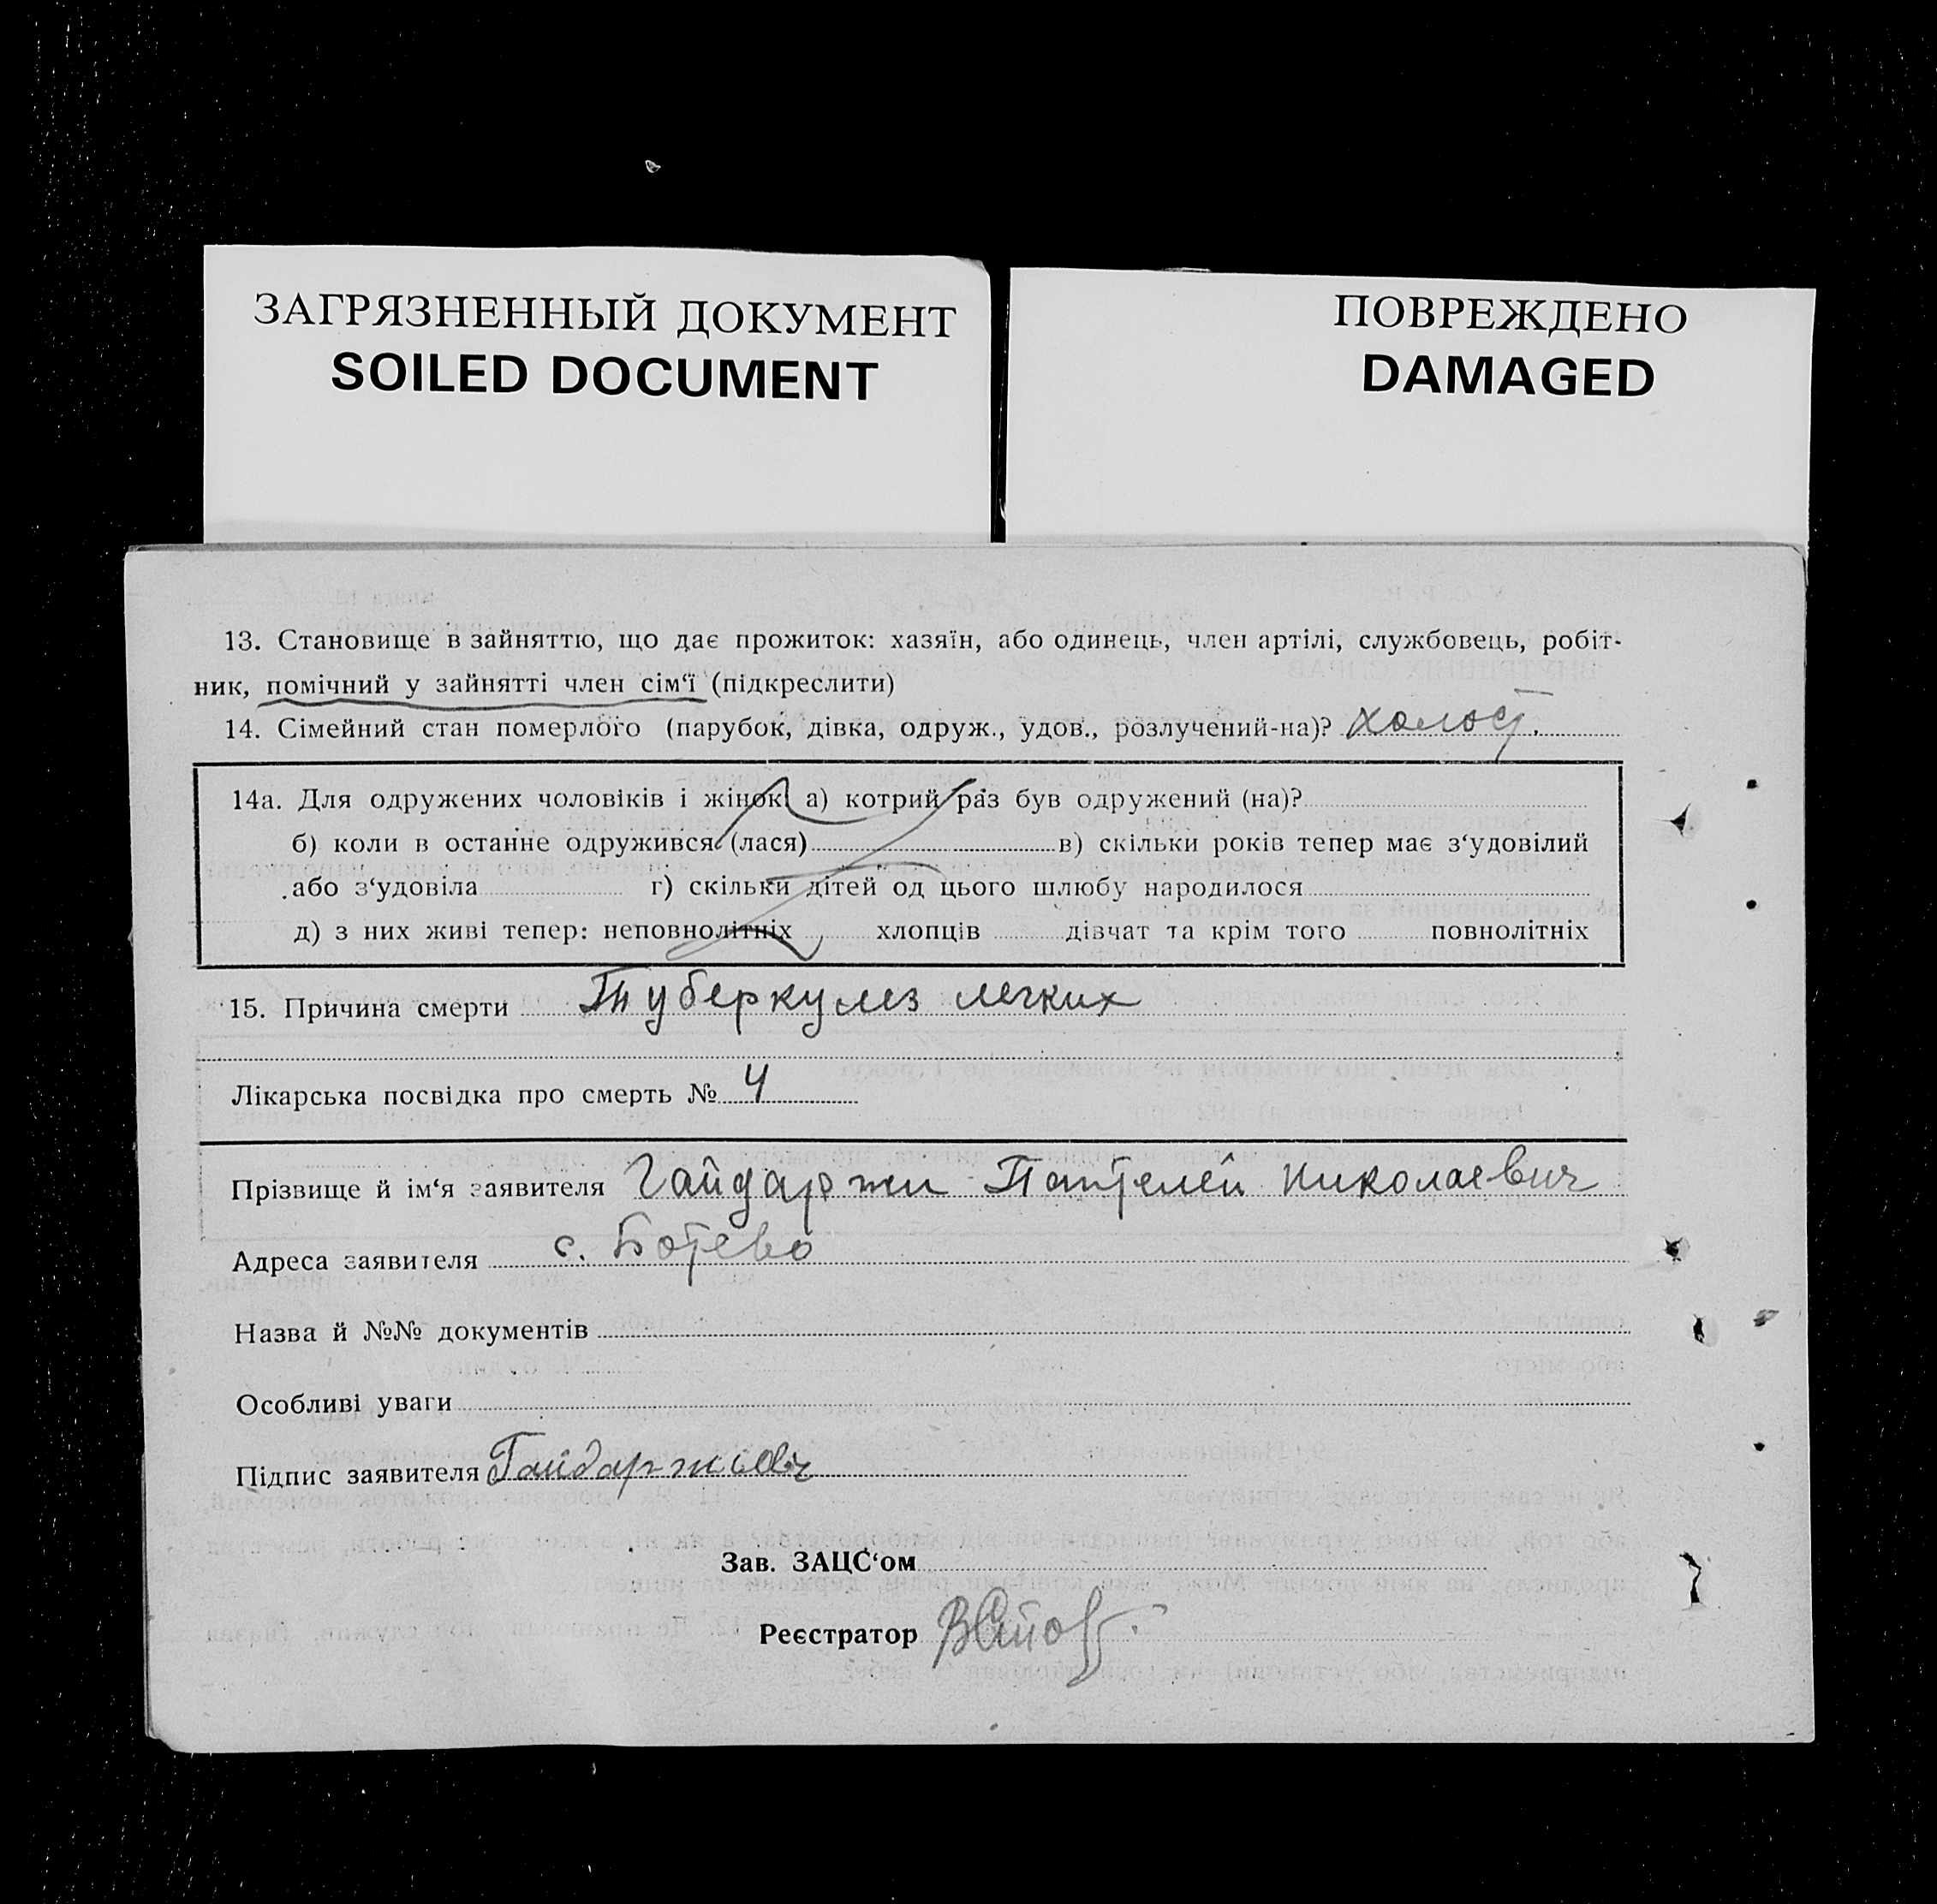 ЗАГРЯЗНЕННЫЙ ДОКУМЕНТ
SOILED DOCUMENT
ПОВРЕЖДЕНО
DAMAGED
13. Становище в зайняттю, що дає прожиток: хазяїн, або одинець, член артілі, службовець, робіт-
ник, помічний у зайнятті член сім‘ї (підкреслити)
14. Сімейний стан померлого (парубок, дівка, одруж., удов., розлучений-на)? холост.
14а. Для одружених чоловіків і жінок: а) котрий раз був одружений (на)?
б) коли в останне одружився (лася) в) скільки років тепер має з‘удовілий
або з‘удовіла г) скільки дітей од цього шлюбу народилося
д) з них живі тепер: неповнолітніх хлопців дівчат та крім того повнолітніх
15. Причина смерти Туберкулез легких
Лікарська посвідка про смерть № 4
Прізвище й ім‘я заявителя Гайдаржи Пантелей Николаевич
Адреса заявителя с. Ботево
Назва й №№ документів
Особливі уваги
Підпис заявителя
Зав. ЗАЦС‘ом
Реєстратор